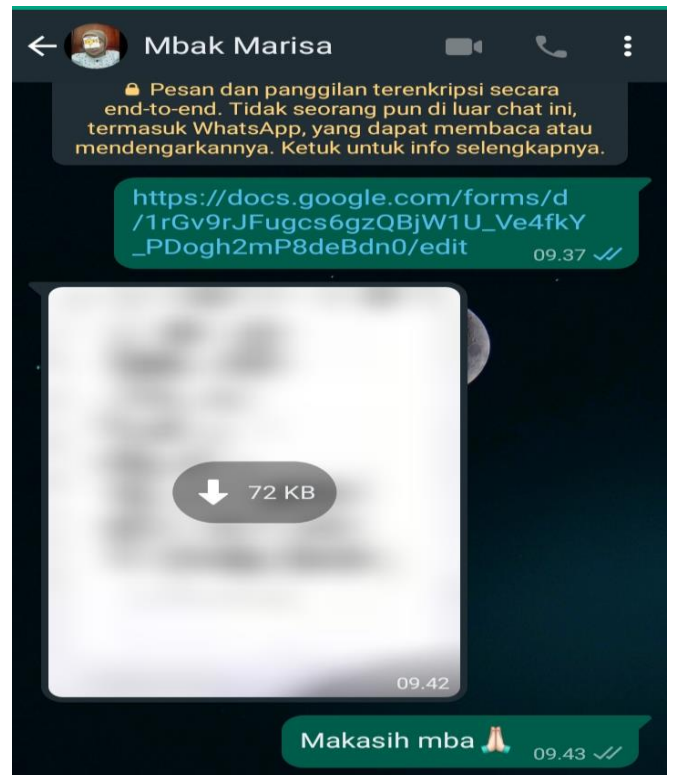 Mbak Marisa
Pesan dan panggilan terenkripsi secara
end-to-end. Tidak seorang pun di luar chat ini,
termasuk WhatsApp, yang dapat membaca atau
mendengarkannya. Ketuk untuk info selengkapnya.
https://docs.google.com/forms/d
/1rGv9rJFugcs6gzQBjW1U_Ve4fkY
_PDogh2mP8deBdn0/edit
09.37
72 KB
09.42
Makasih mba 🙏🏻
09.43